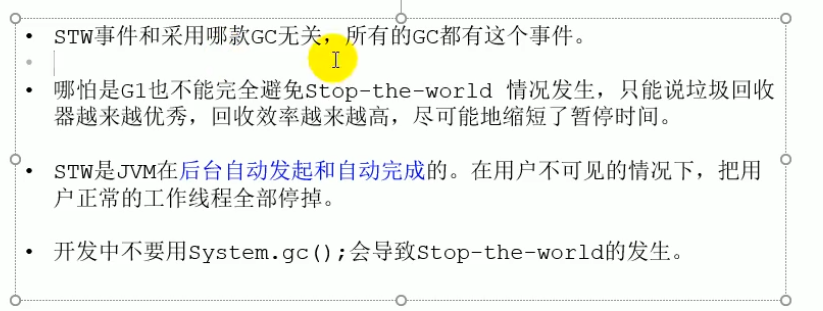 • STW事件和采用哪款GC无关，所有的GC都有这个事件。
•
• 哪怕是G1也不能完全避免Stop-the-world 情况发生，只能说垃圾回收
器越来越优秀，回收效率越来越高，尽可能地缩短了暂停时间。
• STW是JVM在后台自动发起和自动完成的。在用户不可见的情况下，把用
户正常的工作线程全部停掉。
• 开发中不要用System.gc();会导致Stop-the-world的发生。